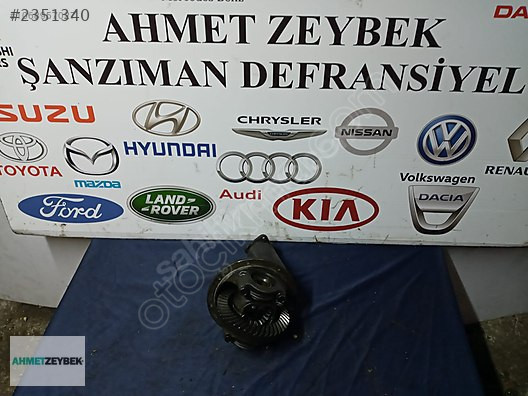 #2351340
AHMET ZEYBEK
ŞANZIMAN DEFRANSİYEL
ISUZU
HYUNDAI
CHRYSLER
NISSAN
TOYOTA
mazda
Audi
Volkswagen
RENAU
Ford
LAND ROVER
KIA
DACIA
AHMETZEYBEK